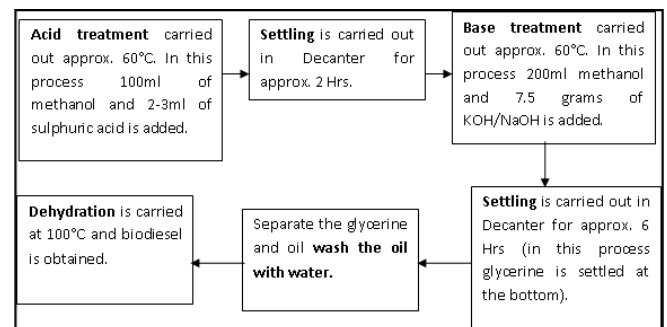 Acid treatment carried
out approx. 60°C. In this
process 100ml of
methanol and 2-3ml of
sulphuric acid is added.
Settling is carried out
in Decanter for
approx. 2 Hrs.
Base treatment carried
out approx. 60°C. In this
process 200ml methanol
and 7.5 grams of
KOH/NaOH is added.
Settling is carried out in
Decanter for approx. 6
Hrs (in this process
glycerine is settled at
the bottom).
Separate the glycerine
and oil wash the oil
with water.
Dehydration is carried
at 100°C and biodiesel
is obtained.